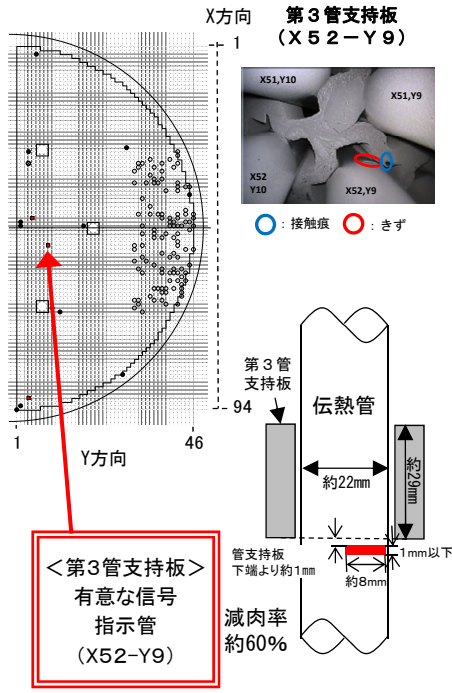 X方向
第３管支持板
（Ｘ５２－Ｙ９）
1
X51,Y10
X51,Y9
X52
Y10
X52,Y9
：接触痕
：きず
94
1
46
Y方向
第３管
支持板
伝熱管
約22mm
約29mm
管支持板
下端より約1mm
1mm以下
約8mm
減肉率
約60%
＜第３管支持板＞
有意な信号
指示管
（X52-Y9）